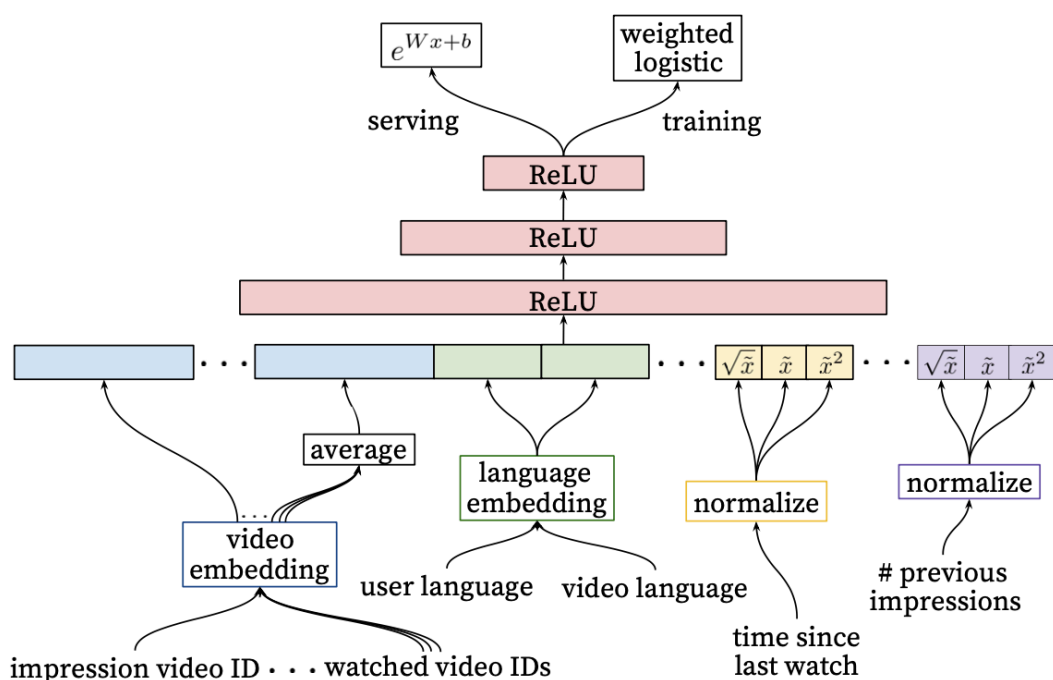 e^{Wx+b}
weighted
logistic
serving
training
ReLU
ReLU
ReLU
...
√x̃ x̃ x̃²
...
√x̃ x̃ x̃²
average
language
embedding
normalize
normalize
...
video
embedding
user language
video language
# previous
impressions
time since
last watch
impression video ID ... watched video IDs